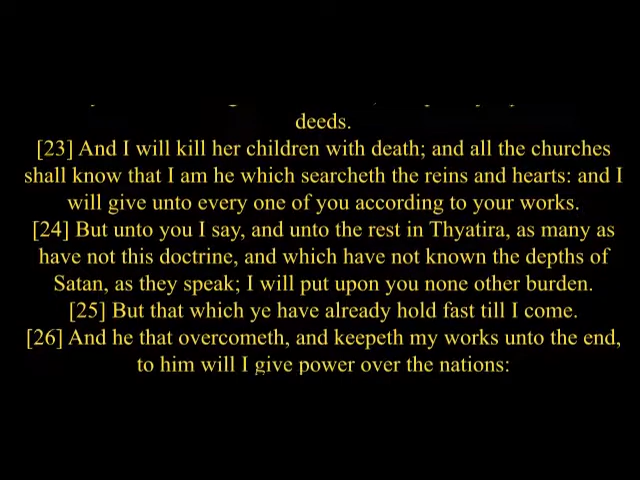 deeds.
[23] And I will kill her children with death; and all the churches
shall know that I am he which searcheth the reins and hearts: and I
will give unto every one of you according to your works.
[24] But unto you I say, and unto the rest in Thyatira, as many as
have not this doctrine, and which have not known the depths of
Satan, as they speak; I will put upon you none other burden.
[25] But that which ye have already hold fast till I come.
[26] And he that overcometh, and keepeth my works unto the end,
to him will I give power over the nations: